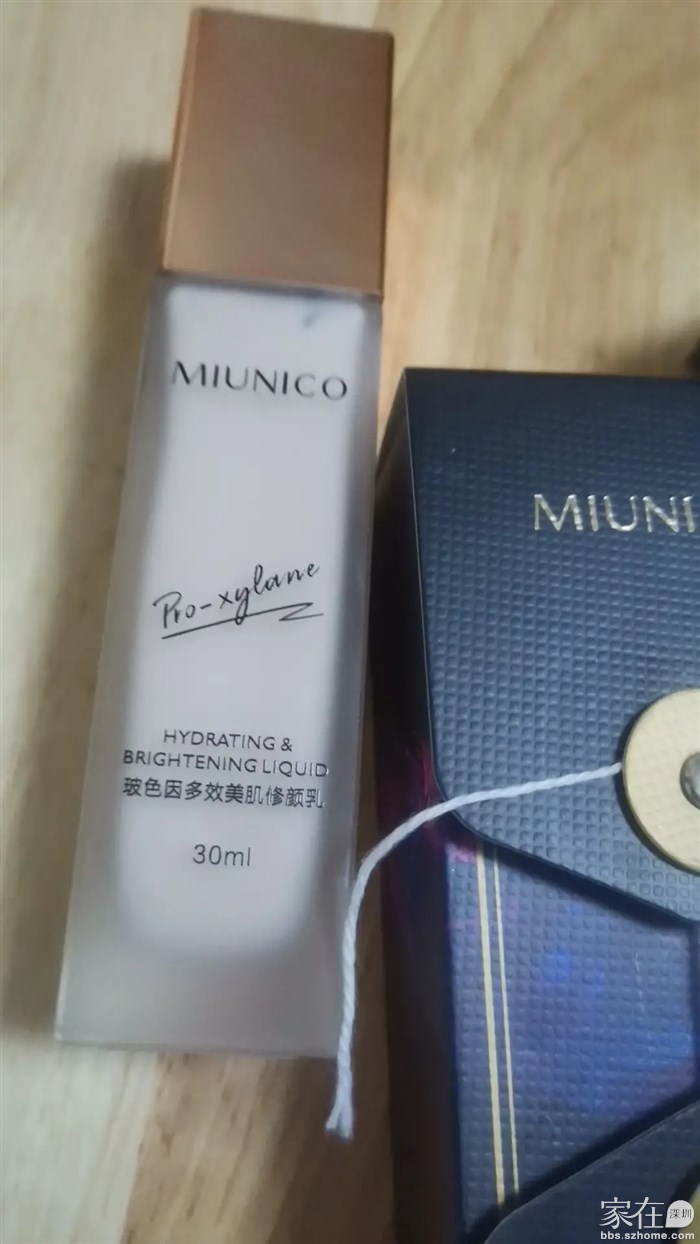 MIUNICO
Pro-xylane
HYDRATING &
BRIGHTENING LIQUID
玻色因多效美肌修颜乳
30ml
MIUNI
家在深圳
bbs.szhome.com